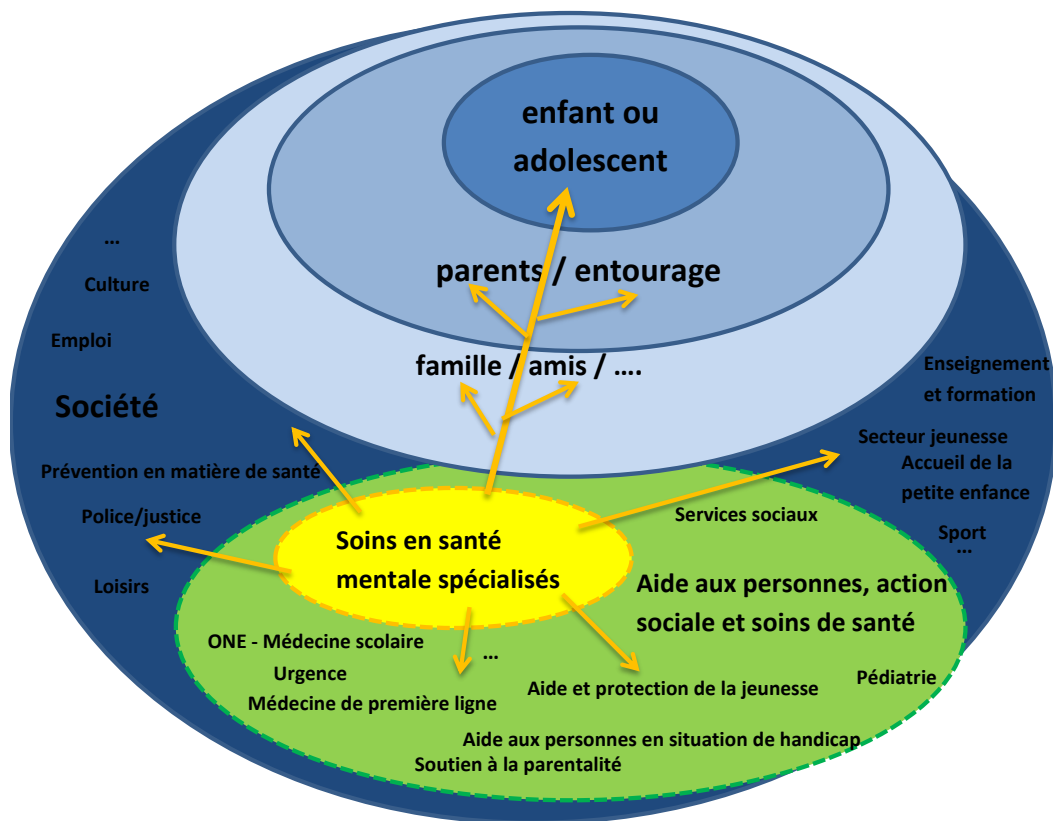 enfant ou
adolescent
parents / entourage
famille / amis / ....
...
Culture
Emploi
Société
Prévention en matière de santé
Police/justice
Loisirs
Enseignement
et formation
Secteur jeunesse
Accueil de la
petite enfance
Sport
...
Services sociaux
Soins en santé
mentale spécialisés
Aide aux personnes, action
sociale et soins de santé
ONE - Médecine scolaire
...
Urgence
Médecine de première ligne
Aide et protection de la jeunesse
Pédiatrie
Aide aux personnes en situation de handicap
Soutien à la parentalité